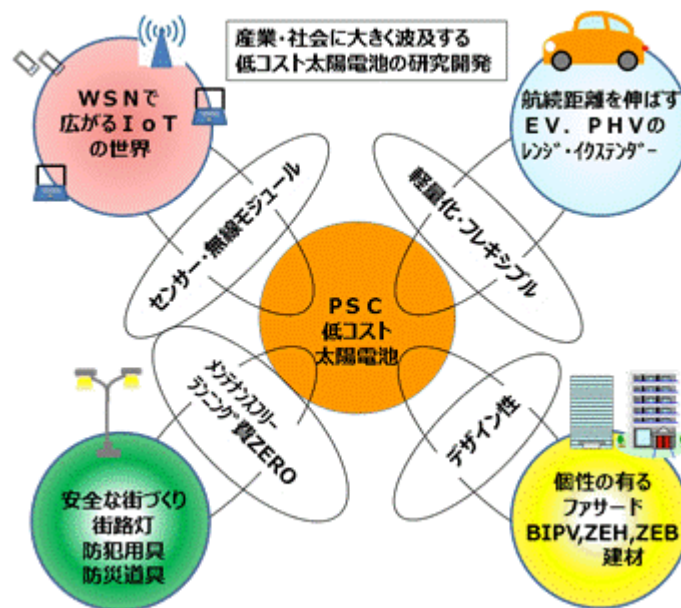 産業・社会に大きく波及する
低コスト太陽電池の研究開発
WSNで
広がるIoT
の世界
航続距離を伸ばす
EV．PHVの
ﾚﾝｼﾞ・ｲｸｽﾃﾝﾀﾞｰ
センサー・無線モジュール
軽量化・フレキシブル
PSC
低コスト
太陽電池
ﾒﾝﾃﾅﾝｽﾌﾘｰ
ﾗﾝﾆﾝｸﾞ費ZERO
デザイン性
安全な街づくり
街路灯
防犯用具
防災道具
個性の有る
ファサード
BIPV,ZEH,ZEB
建材